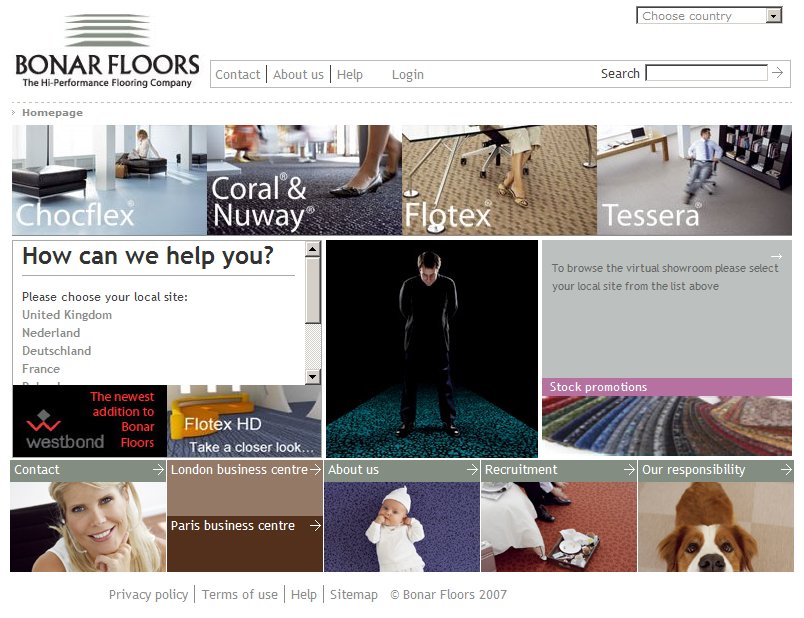 Choose country
BONAR FLOORS
The Hi-Performance Flooring Company
Contact
About us
Help
Login
Search
Homepage
Chocflex®
Coral® &
Nuway®
Flotex®
Tessera®
How can we help you?
Please choose your local site:
United Kingdom
Nederland
Deutschland
France
To browse the virtual showroom please select
your local site from the list above
Stock promotions
The newest
addition to
Bonar
Floors
westbond
Flotex HD
Take a closer look...
Contact
London business centre
Paris business centre
About us
Recruitment
Our responsibility
Privacy policy
Terms of use
Help
Sitemap
© Bonar Floors 2007